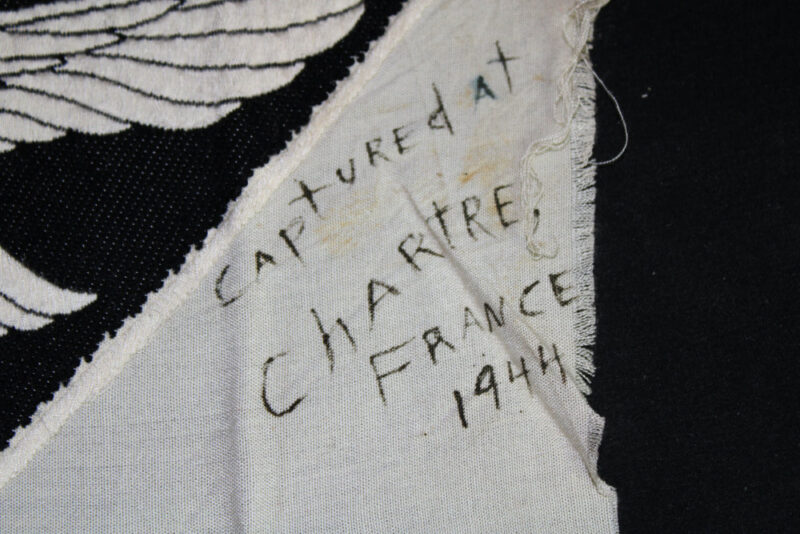 CAPtUREd At
ChARtRE,
FRANCE
1944